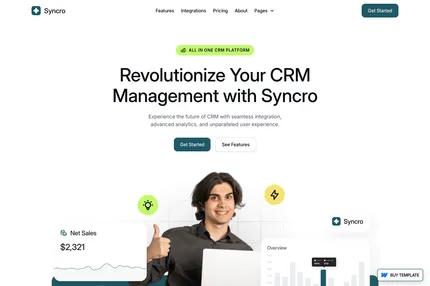 Syncro
Features
Integrations
Pricing
About
Pages
Get Started
ALL IN ONE CRM PLATFORM
Revolutionize Your CRM
Management with Syncro
Experience the future of CRM with seamless integration,
advanced analytics, and unparalleled user experience.
Get Started
See Features
Net Sales
$2,321
Syncro
Overview
BUY TEMPLATE